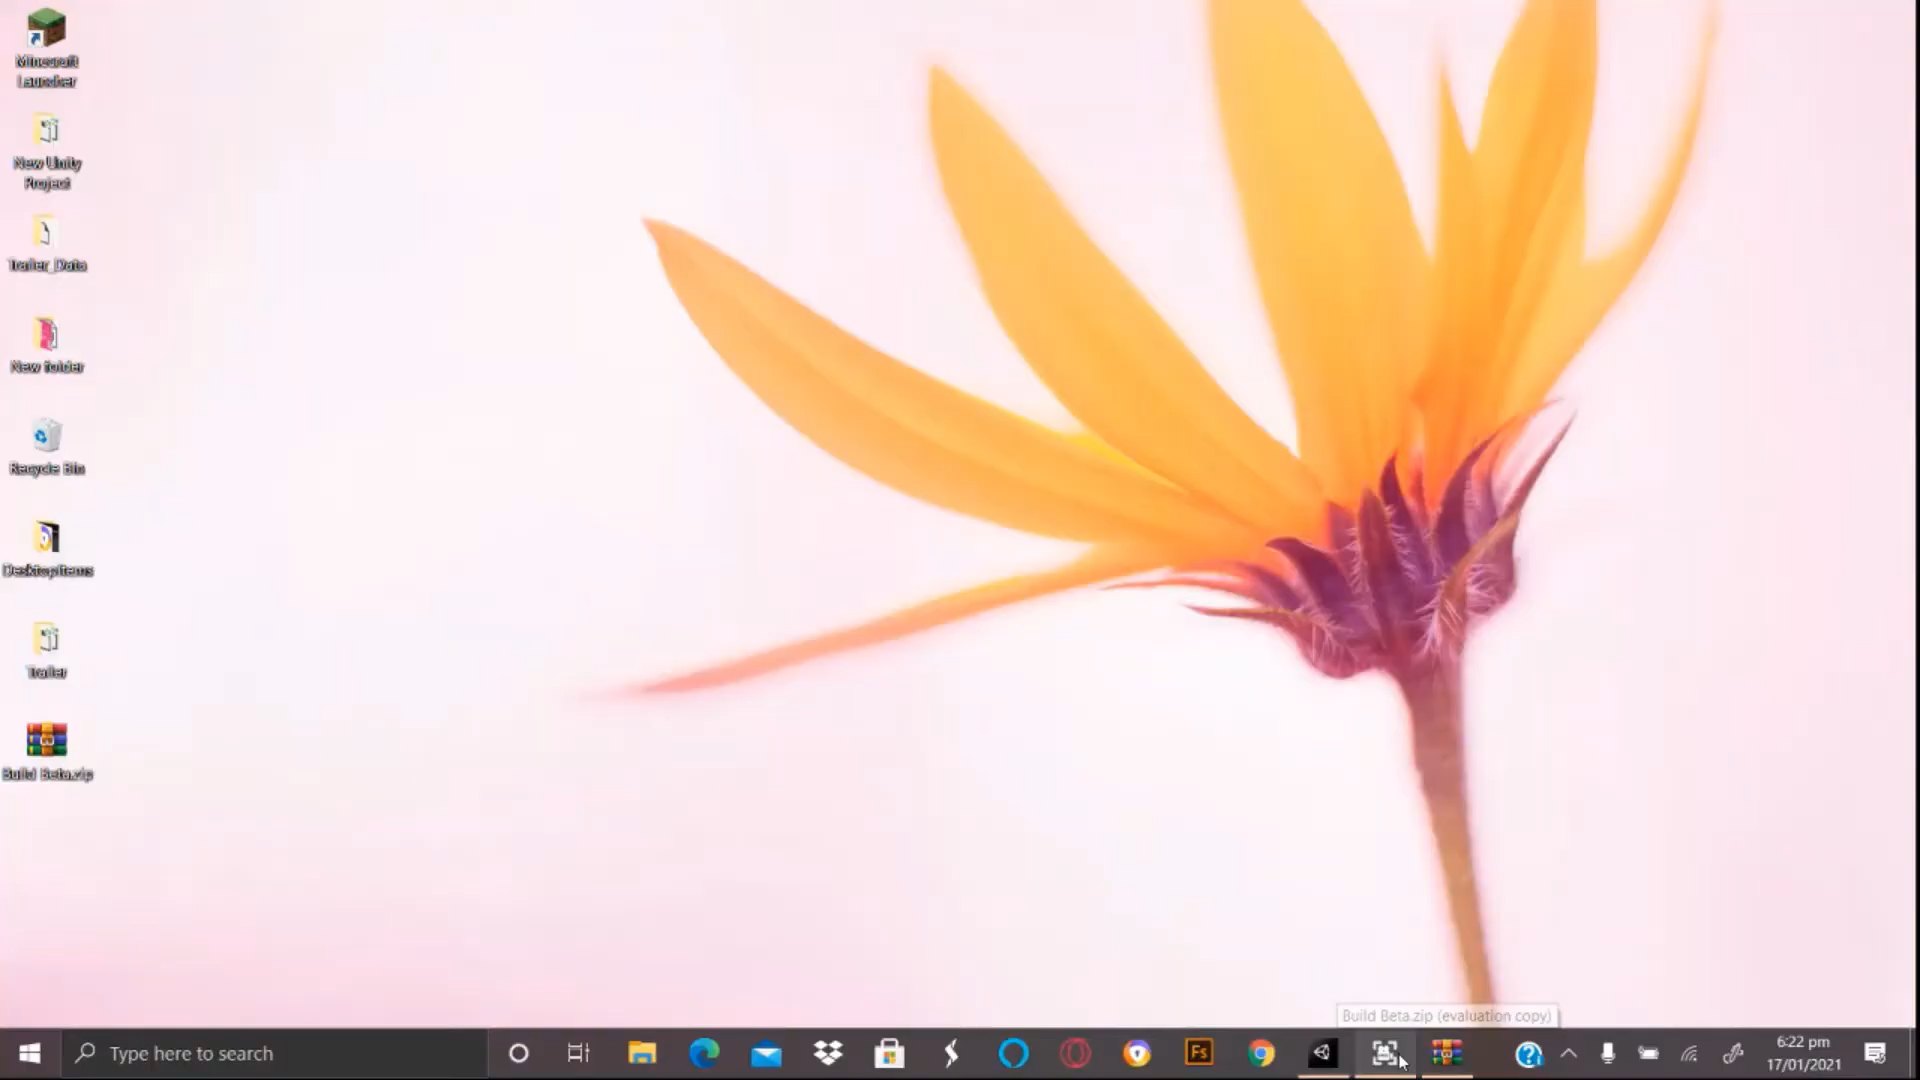 Minecraft
Launcher
New Unity
Project
Trailer_Data
New folder
Recycle Bin
DesktopItems
Trailer
Build Beta.zip
Build Beta.zip (evaluation copy)
Type here to search
Fs
6:22 pm
17/01/2021